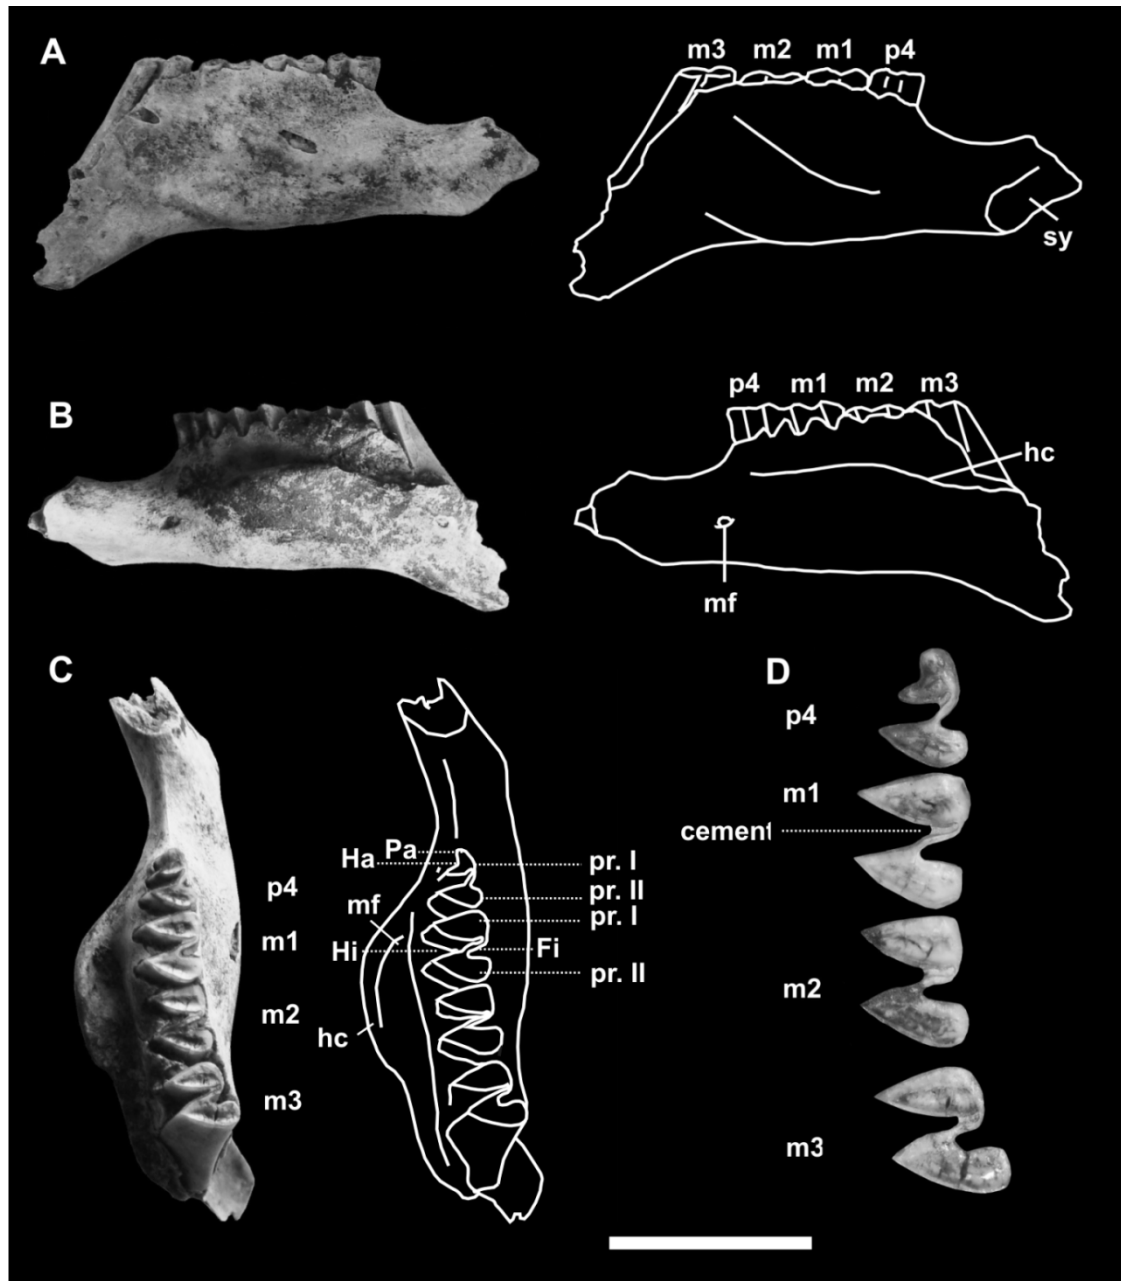 A
m3 m2 m1 p4
sy
B
p4 m1 m2 m3
hc
mf
C
D
p4
m1
cement
m2
m3
Pa
Ha
mf
Hi
hc
pr. I
pr. II
pr. I
Fi
pr. II
p4
m1
m2
m3